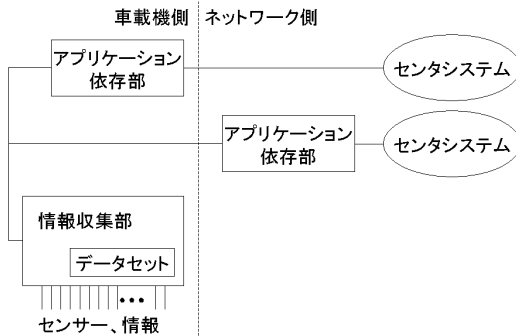 車載機側 ネットワーク側
アプリケーション
依存部
センタシステム
アプリケーション
依存部
センタシステム
情報収集部
データセット
•••
センサー、情報